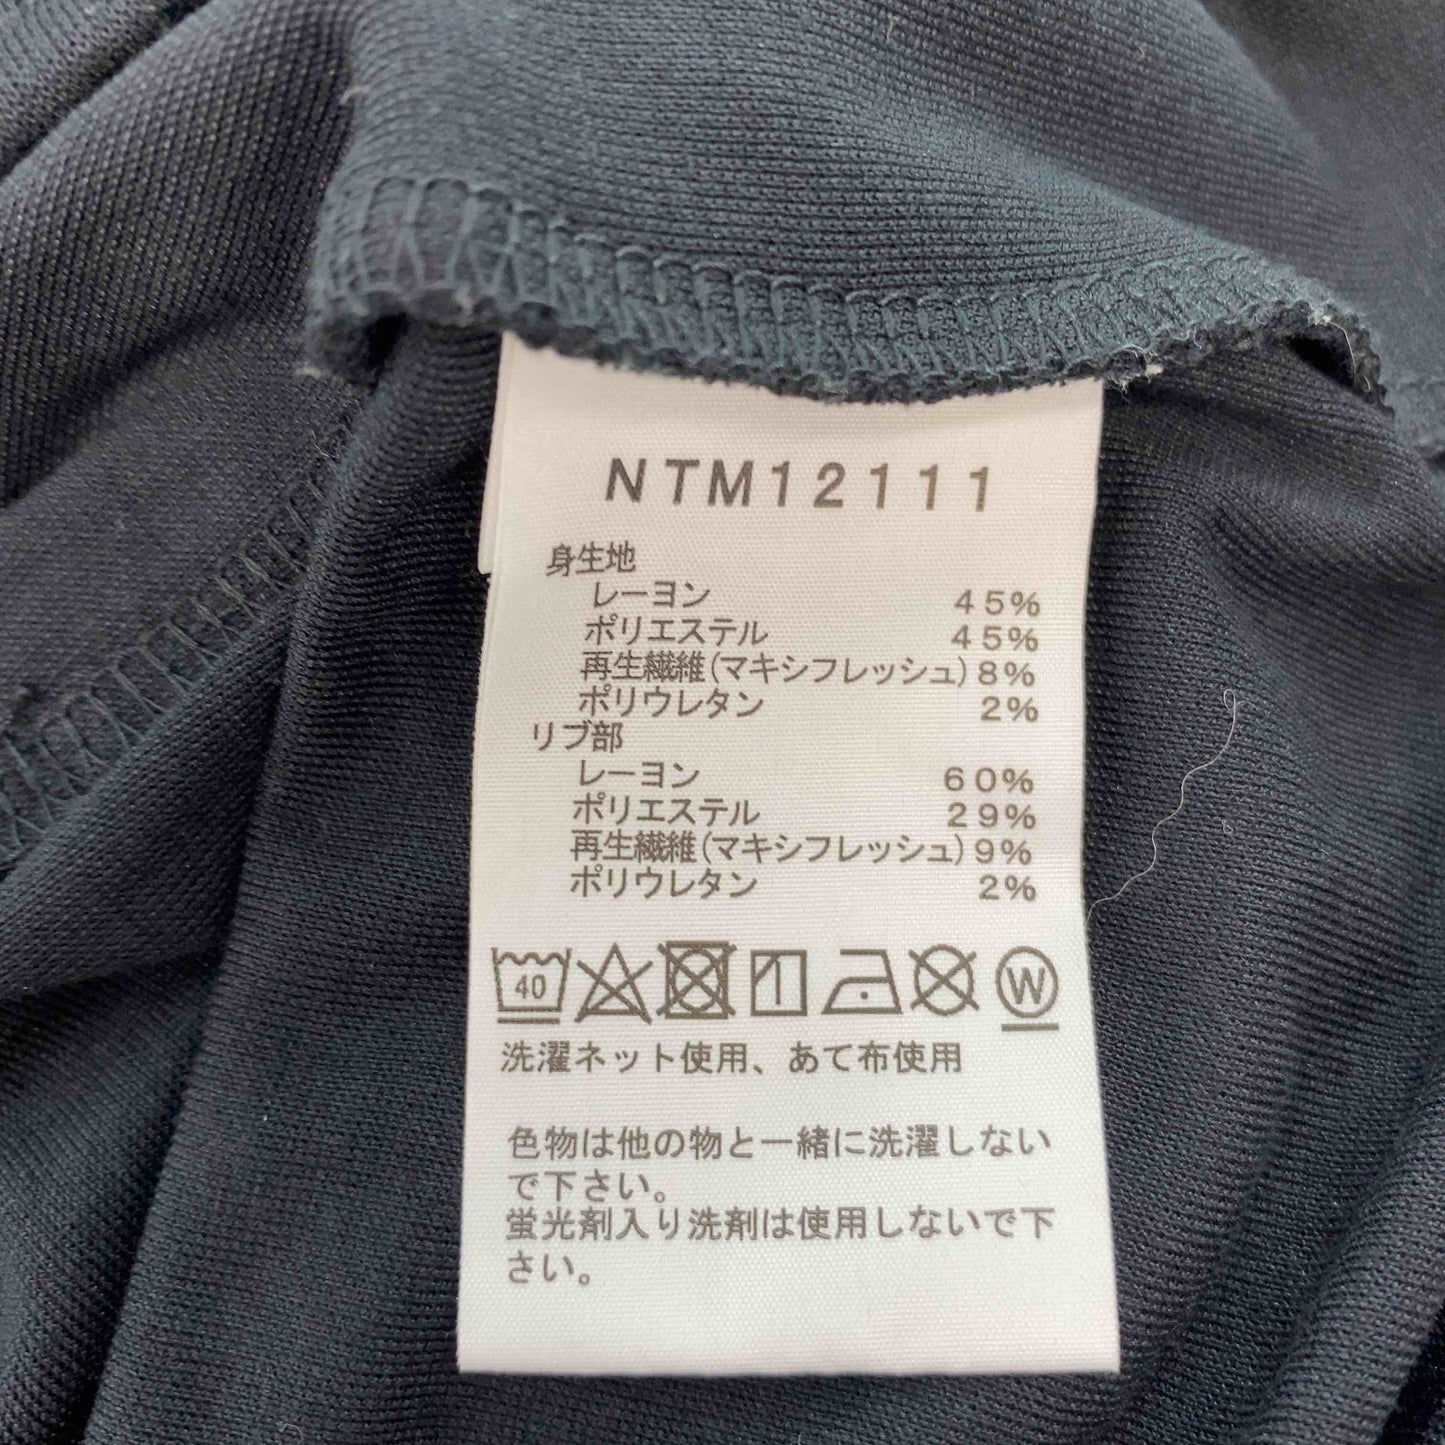 NTM12111
身生地
レーヨン 45%
ポリエステル 45%
再生繊維(マキシフレッシュ) 8%
ポリウレタン 2%
リブ部
レーヨン 60%
ポリエステル 29%
再生繊維(マキシフレッシュ) 9%
ポリウレタン 2%
40 W
洗濯ネット使用、あて布使用
色物は他の物と一緒に洗濯しない
で下さい。
蛍光剤入り洗剤は使用しないで下
さい。